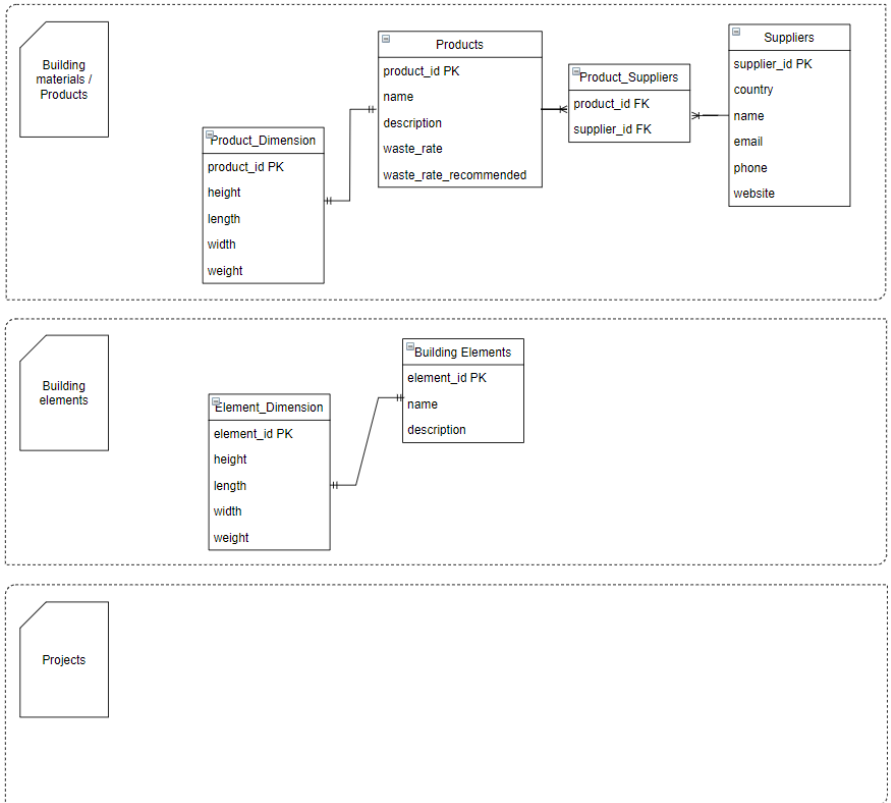 Building
materials /
Products
Product_Dimension
product_id PK
height
length
width
weight
Products
product_id PK
name
description
waste_rate
waste_rate_recommended
Product_Suppliers
product_id FK
supplier_id FK
Suppliers
supplier_id PK
country
name
email
phone
website
Building
elements
Element_Dimension
element_id PK
height
length
width
weight
Building Elements
element_id PK
name
description
Projects